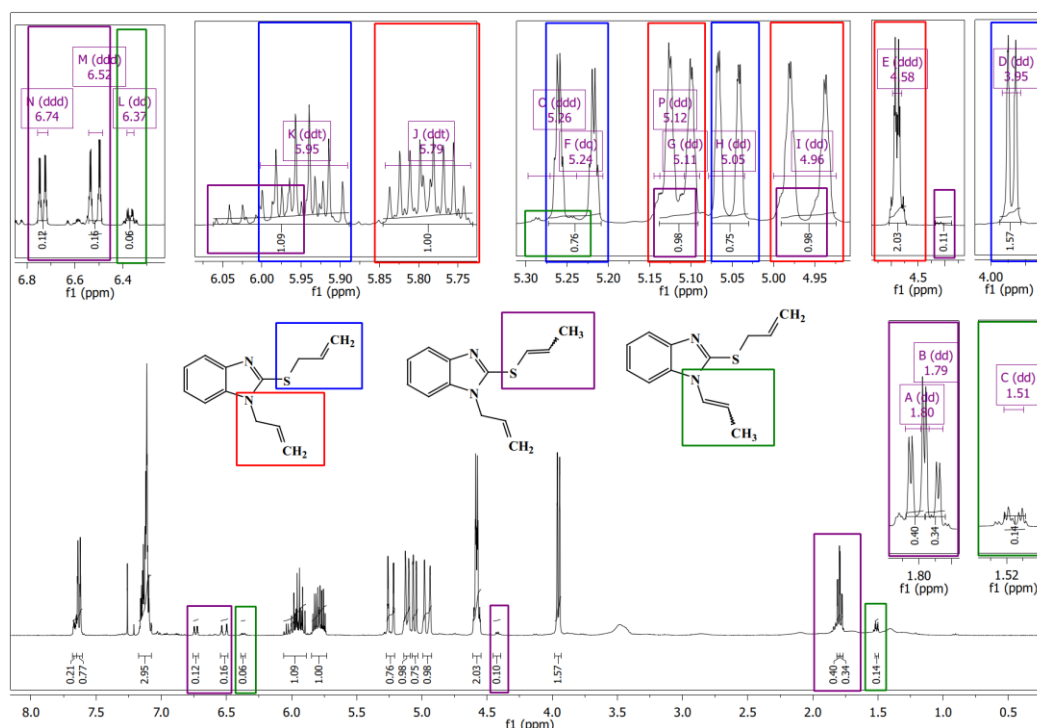 N (ddd)
6.74
M (ddd)
6.52
L (dd)
6.37
0.12
0.16
0.06
6.8
6.6
6.4
f1 (ppm)
K (ddt)
5.95
J (ddt)
5.79
1.09
1.00
6.05
6.00
5.95
5.90
5.85
5.80
5.75
f1 (ppm)
O (ddd)
5.26
F (dq)
5.24
P (dd)
5.12
G (dd)
5.11
H (dd)
5.05
I (dd)
4.96
0.76
0.98
0.75
0.98
5.30
5.25
5.20
5.15
5.10
5.05
5.00
4.95
f1 (ppm)
E (ddd)
4.58
2.03
0.11
4.5
f1 (ppm)
D (dd)
3.95
1.57
4.00
f1 (ppm)
N
S
N
CH2
CH2
N
S
N
CH3
CH2
N
S
N
CH2
CH3
B (dd)
1.79
A (dd)
1.80
0.40
0.34
1.80
f1 (ppm)
C (dd)
1.51
0.14
1.52
f1 (ppm)
0.21
0.77
2.95
0.12
0.16
0.06
1.09
1.00
0.76
0.98
0.75
0.98
2.03
0.10
1.57
0.40
0.34
0.14
8.0
7.5
7.0
6.5
6.0
5.5
5.0
4.5
4.0
3.5
3.0
2.5
2.0
1.5
1.0
0.5
f1 (ppm)